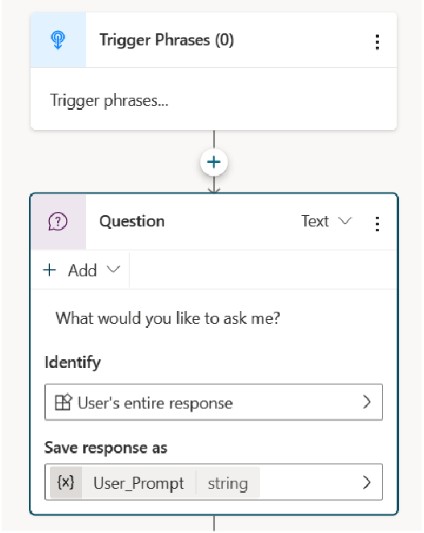 Trigger Phrases (0)
Trigger phrases...
Question Text
+ Add
What would you like to ask me?
Identify
User's entire response
Save response as
{x} User_Prompt string